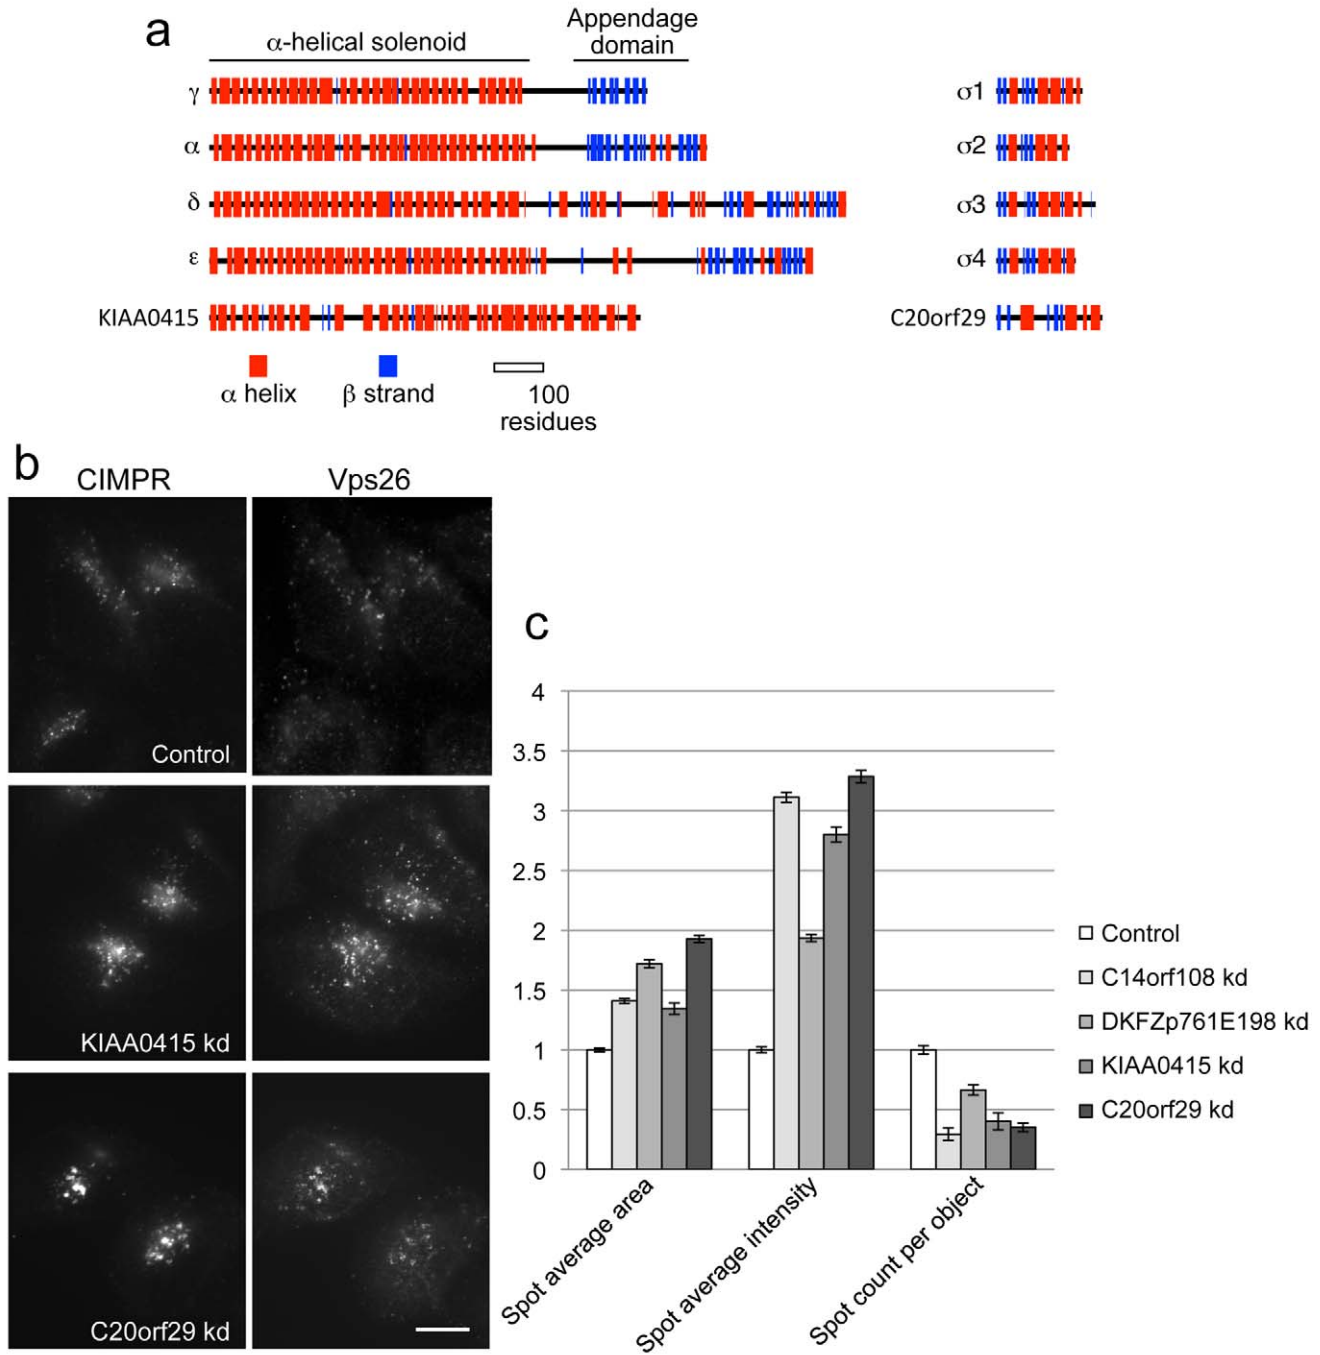 a
α-helical solenoid
Appendage
domain
γ
σ1
α
σ2
δ
σ3
ε
σ4
KIAA0415
C20orf29
α helix
β strand
100
residues
b
CIMPR
Vps26
Control
KIAA0415 kd
C20orf29 kd
c
4
3.5
3
2.5
2
1.5
1
0.5
0
Spot average area
Spot average intensity
Spot count per object
Control
C14orf108 kd
DKFZp761E198 kd
KIAA0415 kd
C20orf29 kd